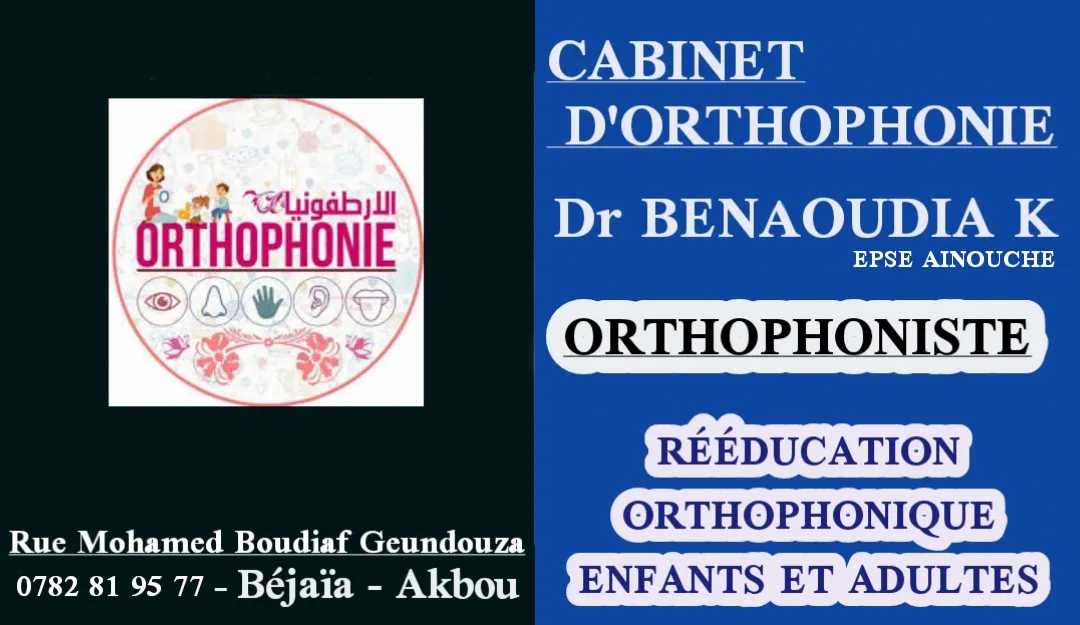 الارطفونيا
ORTHOPHONIE
Rue Mohamed Boudiaf Geundouza
0782 81 95 77 - Béjaïa - Akbou
CABINET
D'ORTHOPHONIE
Dr BENAOUDIA K
EPSE AINOUCHE
ORTHOPHONISTE
RÉÉDUCATION
ORTHOPHONIQUE
ENFANTS ET ADULTES